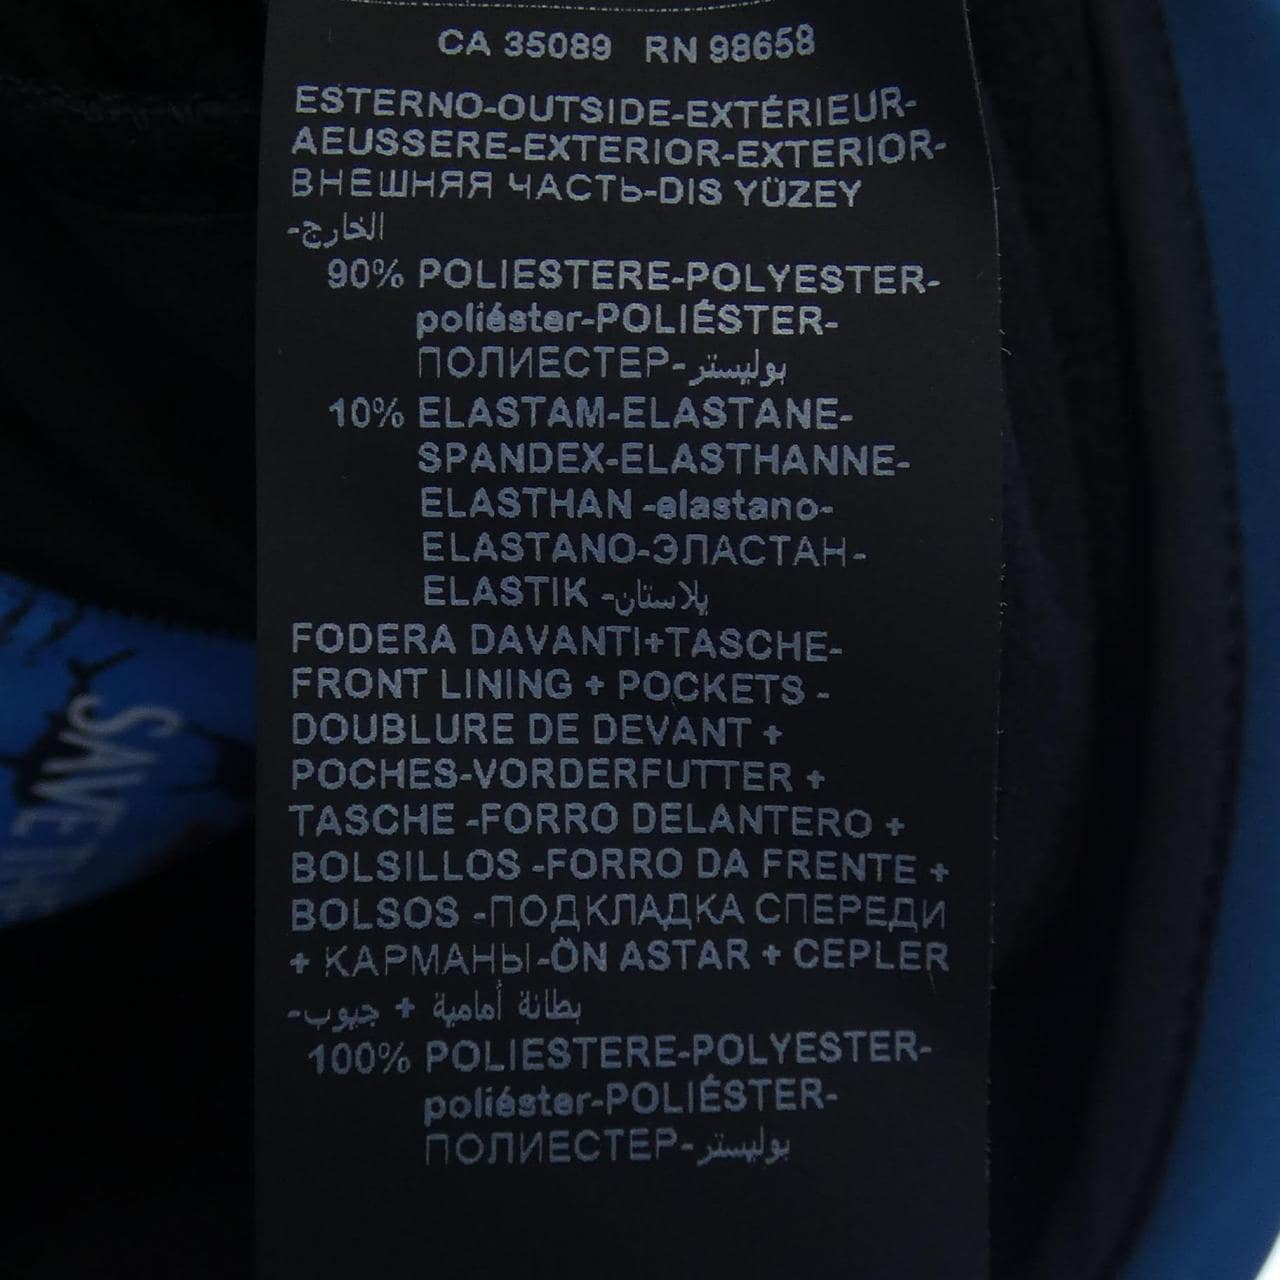 CA 35089 RN 98658
ESTERNO-OUTSIDE-EXTÉRIEUR-
AEUSSERE-EXTERIOR-EXTERIOR-
ВНЕШНЯЯ ЧАСТЬ-DIS YÜZEY
-الخارج
90% POLIESTERE-POLYESTER-
poliéster-POLIÉSTER-
ПОЛИЕСТЕР-بوليستر
10% ELASTAM-ELASTANE-
SPANDEX-ELASTHANNE-
ELASTHAN -elastano-
ELASTANO-ЭЛАСТАН-
ELASTIK -يلاستان
FODERA DAVANTI+TASCHE-
FRONT LINING + POCKETS -
DOUBLURE DE DEVANT +
POCHES-VORDERFUTTER +
TASCHE -FORRO DELANTERO +
BOLSILLOS -FORRO DA FRENTE +
BOLSOS -ПОДКЛАДКА СПЕРЕДИ
+ КАРМАНЫ-ÖN ASTAR + CEPLER
بطانة أمامية + جيوب-
100% POLIESTERE-POLYESTER-
poliéster-POLIÉSTER-
ПОЛИЕСТЕР-بوليستر
SAVE THE